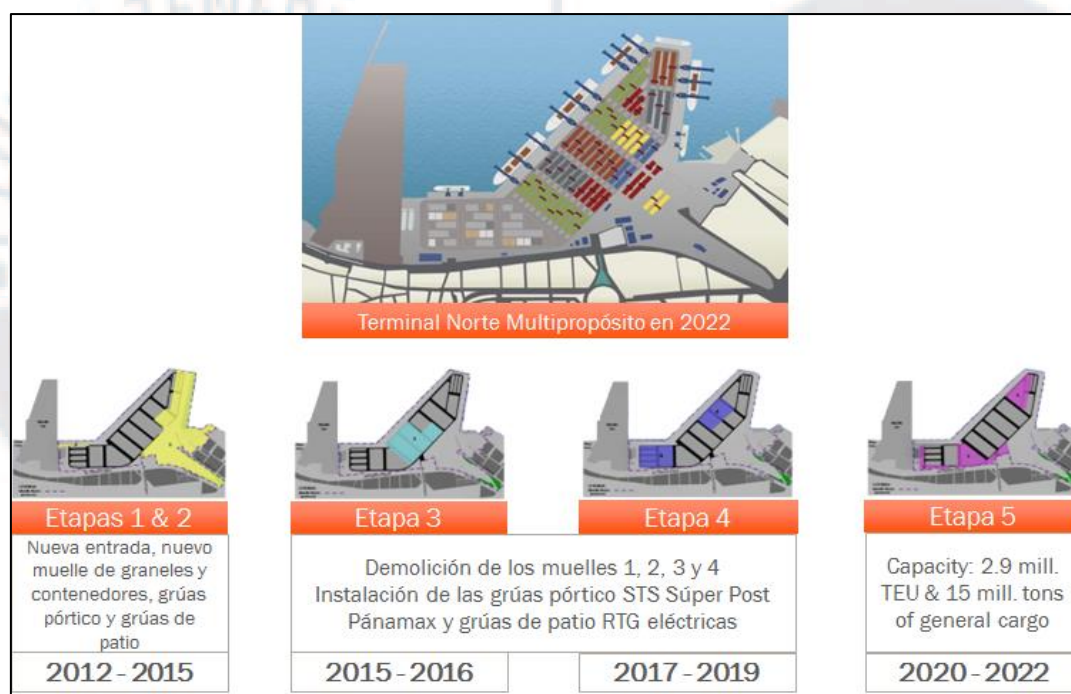 Terminal Norte Multipropósito en 2022
Etapas 1 & 2
Nueva entrada, nuevo
muelle de graneles y
contenedores, grúas
pórtico y grúas de
patio
2012 - 2015
Etapa 3
Etapa 4
Demolición de los muelles 1, 2, 3 y 4
Instalación de las grúas pórtico STS Súper Post
Pánamax y grúas de patio RTG eléctricas
2015 - 2016
2017 - 2019
Etapa 5
Capacity: 2.9 mill.
TEU & 15 mill. tons
of general cargo
2020 - 2022